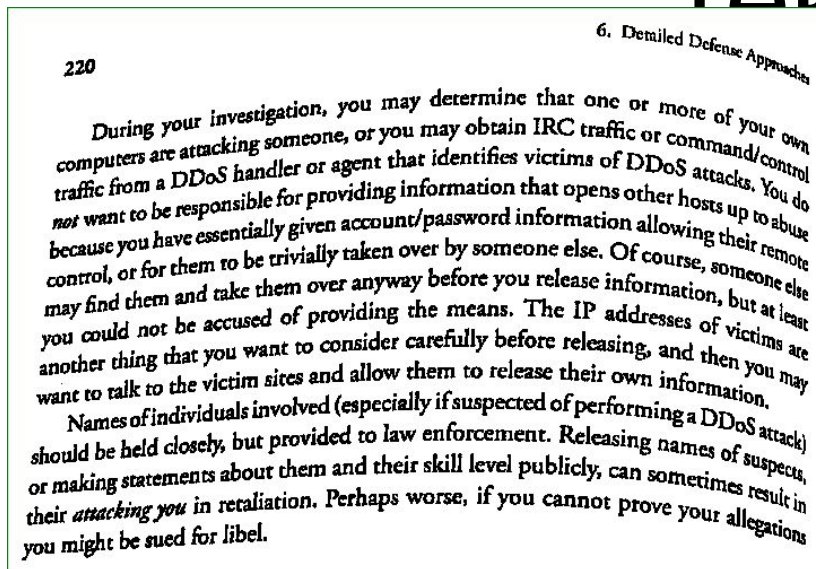 6. Detailed Defense Approaches
220
During your investigation, you may determine that one or more of your own
computers are attacking someone, or you may obtain IRC traffic or command/control
traffic from a DDoS handler or agent that identifies victims of DDoS attacks. You do
not want to be responsible for providing information that opens other hosts up to abuse
because you have essentially given account/password information allowing their remote
control, or for them to be trivially taken over by someone else. Of course, someone else
may find them and take them over anyway before you release information, but at least
you could not be accused of providing the means. The IP addresses of victims are
another thing that you want to consider carefully before releasing, and then you may
want to talk to the victim sites and allow them to release their own information.
Names of individuals involved (especially if suspected of performing a DDoS attack)
should be held closely, but provided to law enforcement. Releasing names of suspects,
or making statements about them and their skill level publicly, can sometimes result in
their attacking you in retaliation. Perhaps worse, if you cannot prove your allegations
you might be sued for libel.